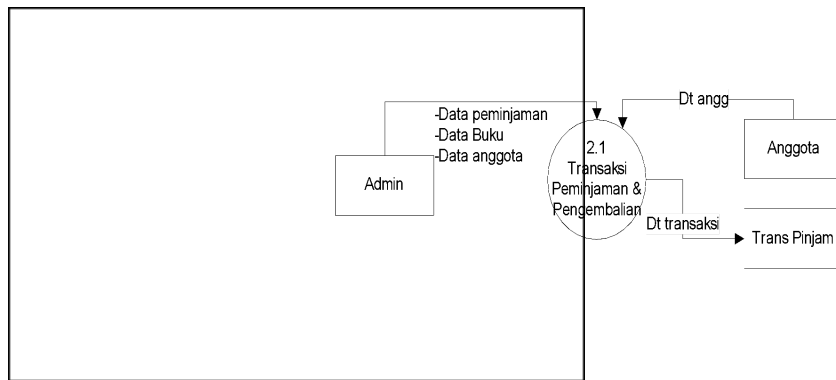 Dt angg
-Data peminjaman
-Data Buku
-Data anggota
2.1
Transaksi
Peminjaman &
Pengembalian
Anggota
Admin
Dt transaksi
Trans Pinjam